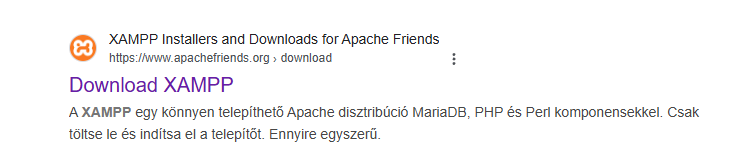 XAMPP Installers and Downloads for Apache Friends
https://www.apachefriends.org › download
Download XAMPP
A XAMPP egy könnyen telepíthető Apache disztribúció MariaDB, PHP és Perl komponensekkel. Csak
töltse le és indítsa el a telepítőt. Ennyire egyszerű.